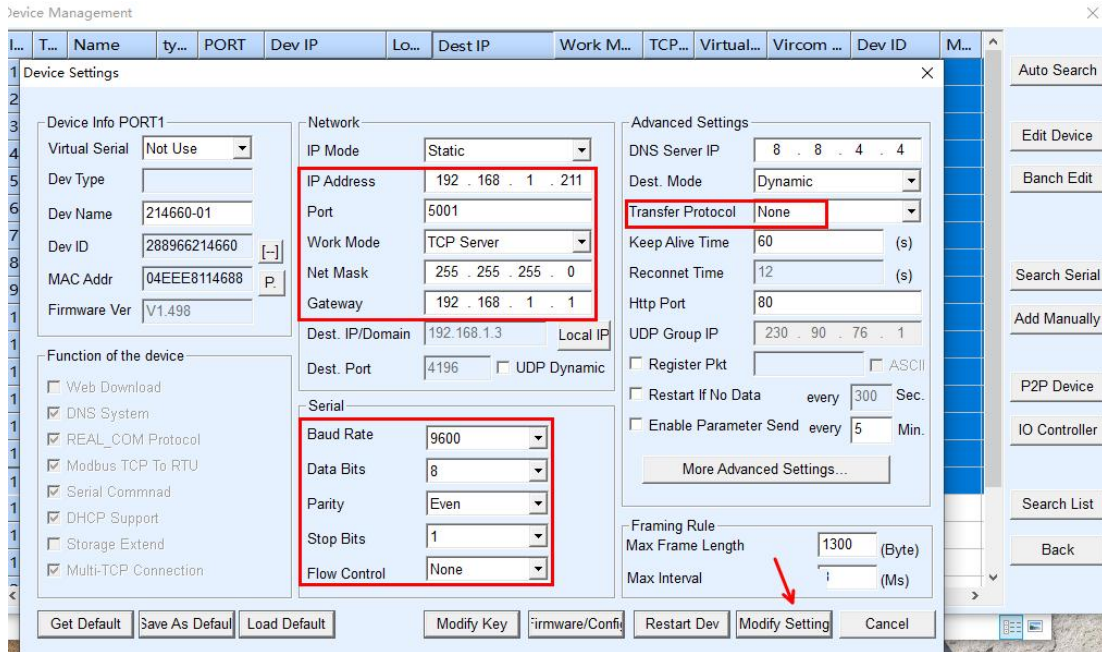 Device Management
I... T... Name ty... PORT Dev IP Lo... Dest IP Work M... TCP... Virtual... Vircom ... Dev ID M...
Device Settings
Device Info PORT1
Virtual Serial Not Use
Dev Type
Dev Name 214660-01
Dev ID 288966214660 [--]
MAC Addr 04EEE8114688 P.
Firmware Ver V1.498
Function of the device
Web Download
DNS System
REAL_COM Protocol
Modbus TCP To RTU
Serial Commnad
DHCP Support
Storage Extend
Multi-TCP Connection
Network
IP Mode Static
IP Address 192 . 168 . 1 . 211
Port 5001
Work Mode TCP Server
Net Mask 255 . 255 . 255 . 0
Gateway 192 . 168 . 1 . 1
Dest. IP/Domain 192.168.1.3 Local IP
Dest. Port 4196 UDP Dynamic
Serial
Baud Rate 9600
Data Bits 8
Parity Even
Stop Bits 1
Flow Control None
Advanced Settings
DNS Server IP 8 . 8 . 4 . 4
Dest. Mode Dynamic
Transfer Protocol None
Keep Alive Time 60 (s)
Reconnet Time 12 (s)
Http Port 80
UDP Group IP 230 . 90 . 76 . 1
Register Pkt ASCII
Restart If No Data every 300 Sec.
Enable Parameter Send every 5 Min.
More Advanced Settings...
Framing Rule
Max Frame Length 1300 (Byte)
Max Interval (Ms)
Get Default Save As Defaul Load Default Modify Key Firmware/Config Restart Dev Modify Setting Cancel
Auto Search
Edit Device
Banch Edit
Search Serial
Add Manually
P2P Device
IO Controller
Search List
Back